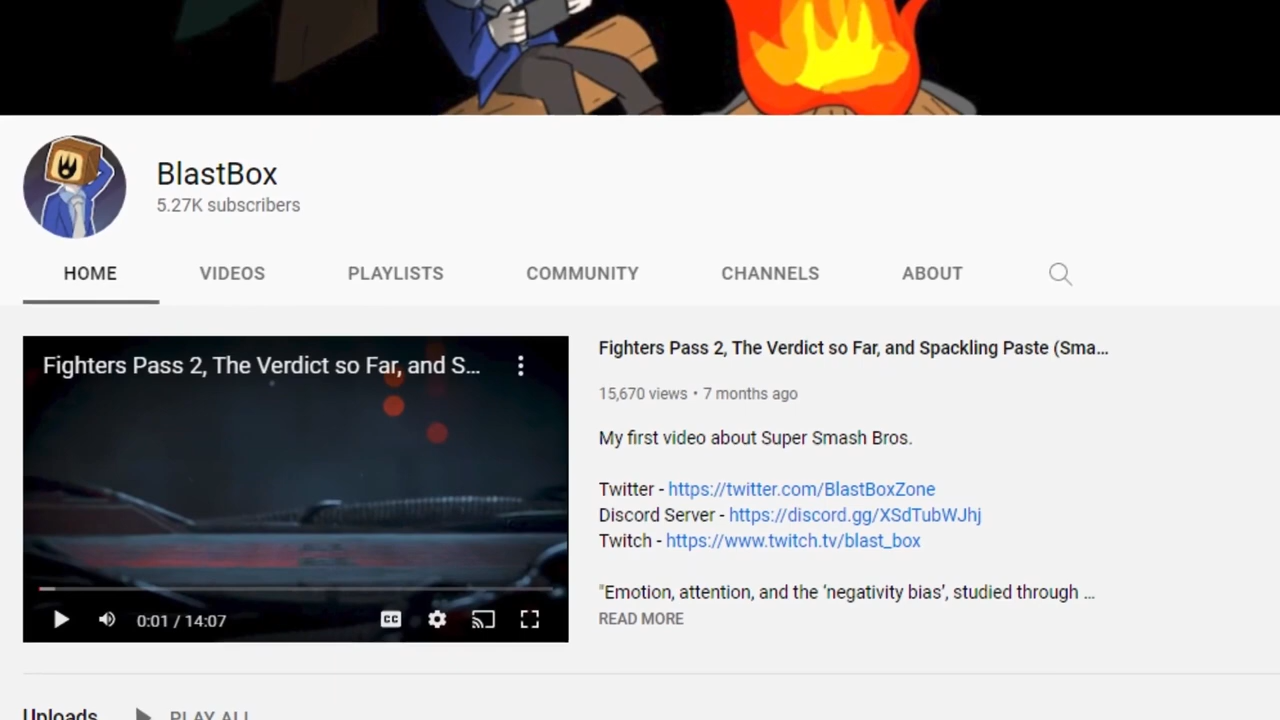 BlastBox
5.27K subscribers
HOME VIDEOS PLAYLISTS COMMUNITY CHANNELS ABOUT
Fighters Pass 2, The Verdict so Far, and S...
CC
0:01 / 14:07
Fighters Pass 2, The Verdict so Far, and Spackling Paste (Sma...
15,670 views • 7 months ago
My first video about Super Smash Bros.
Twitter - https://twitter.com/BlastBoxZone
Discord Server - https://discord.gg/XSdTubWJhj
Twitch - https://www.twitch.tv/blast_box
"Emotion, attention, and the ‘negativity bias’, studied through ...
READ MORE
Uploads PLAY ALL